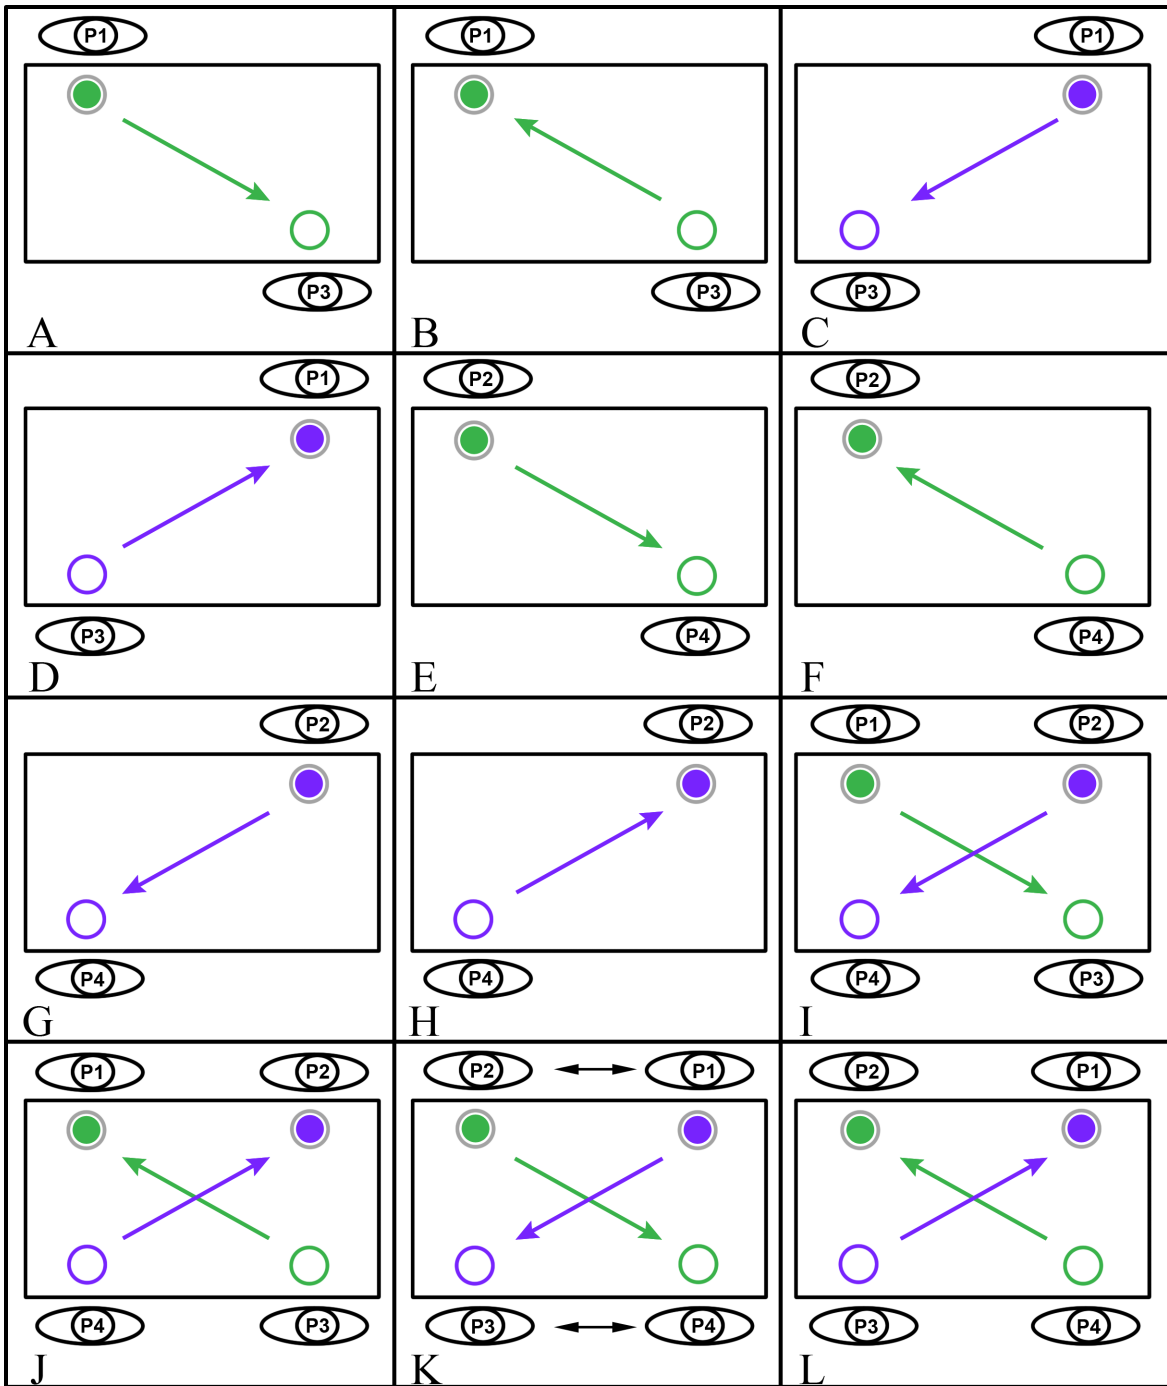 P1 P1 P1
P3 P3 P3
A B C
P1 P2 P2
P3 P4 P4
D E F
P2 P2 P1 P2
P4 P4 P4 P3
G H I
P1 P2 P2 P1 P2 P1
P4 P3 P3 P4 P3 P4
J K L